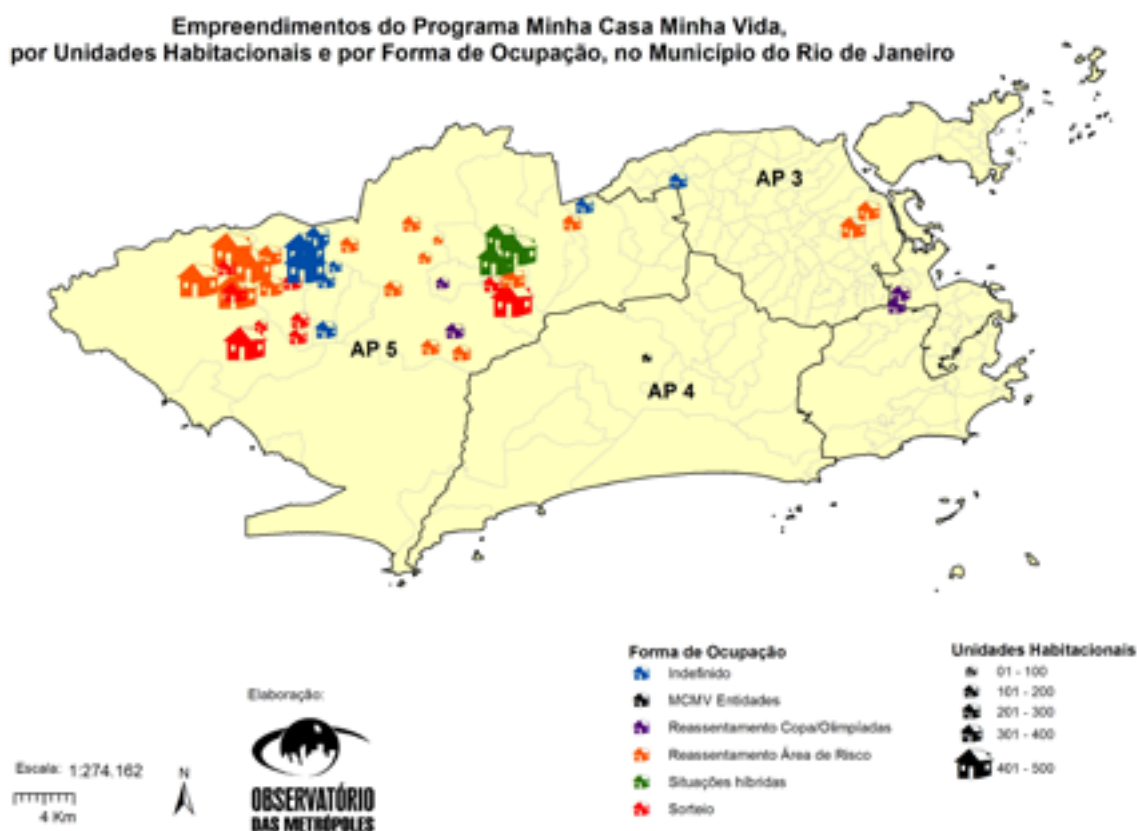 Empreendimentos do Programa Minha Casa Minha Vida,
por Unidades Habitacionais e por Forma de Ocupação, no Município do Rio de Janeiro
AP 3
AP 5
AP 4
Forma de Ocupação
Indefinido
MCMV Entidades
Reassentamento Copa/Olimpíadas
Reassentamento Área de Risco
Situações híbridas
Sorteio
Unidades Habitacionais
01 - 100
101 - 200
201 - 300
301 - 400
401 - 500
Elaboração:
OBSERVATÓRIO
DAS METRÓPOLES
Escala: 1:274.162
N
4 Km